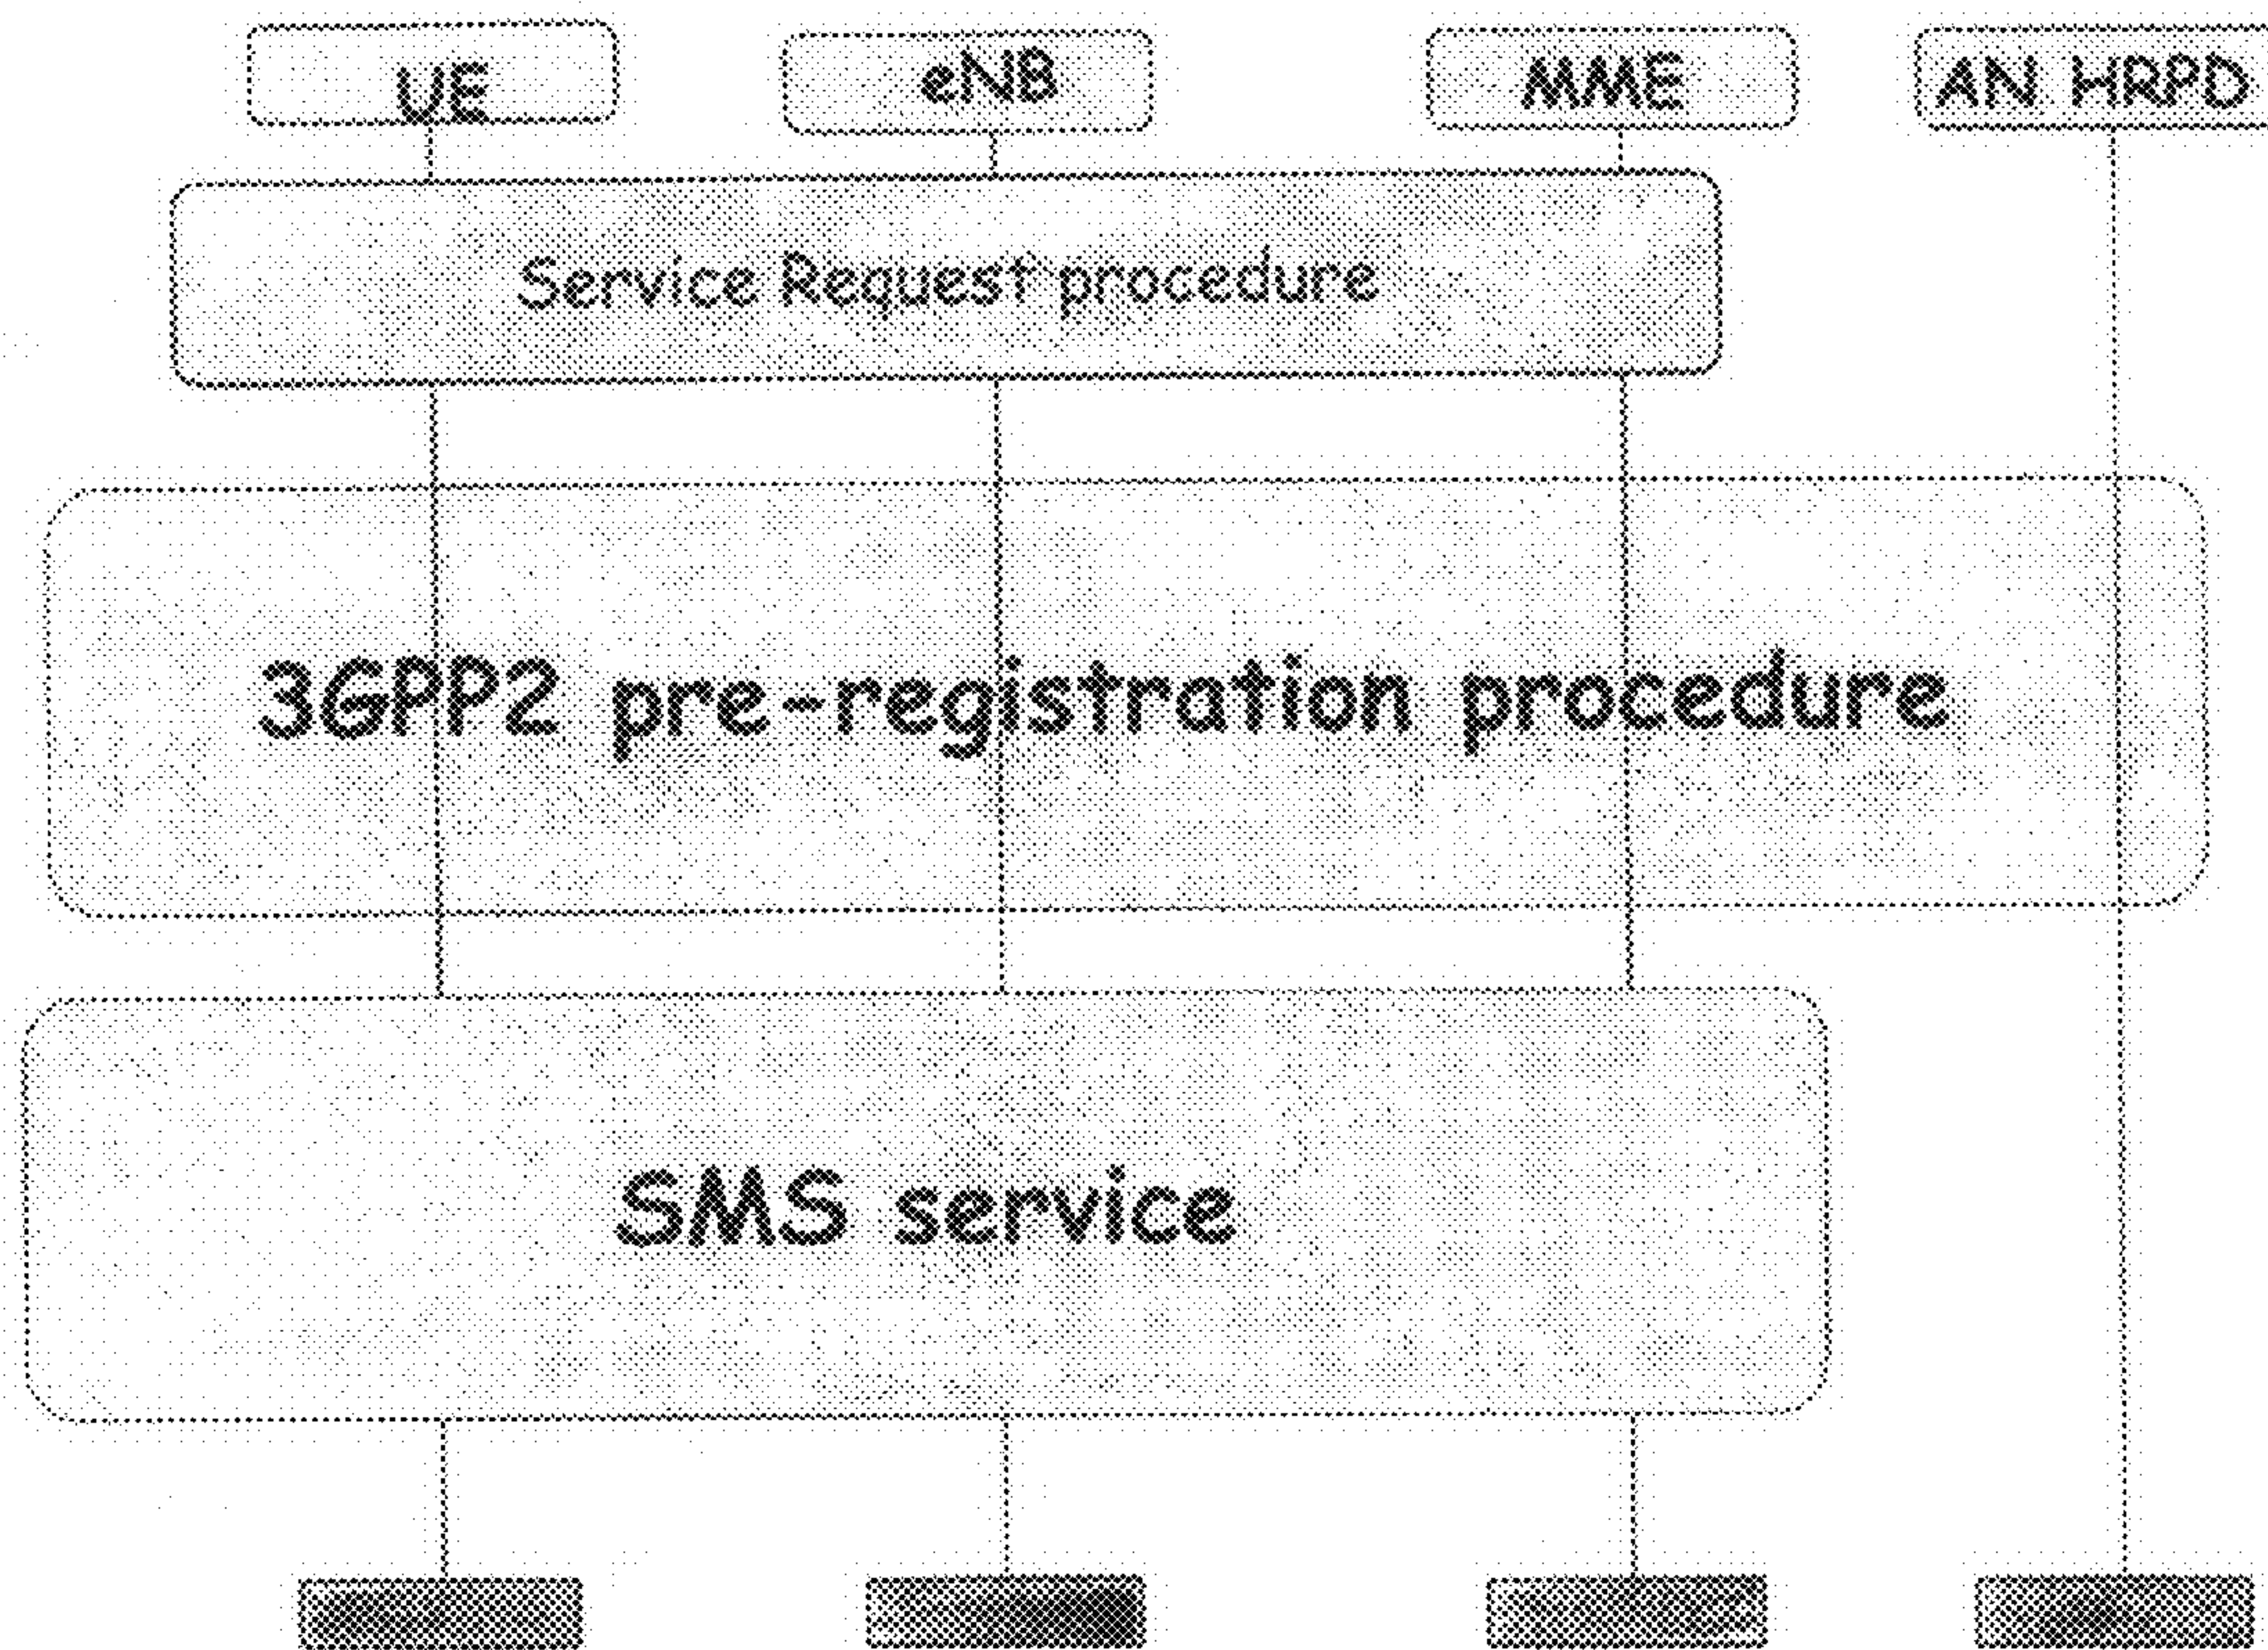 UE
eNB
MME
AN HRPD
Service Request procedure
3GPP2 pre-registration procedure
SMS service